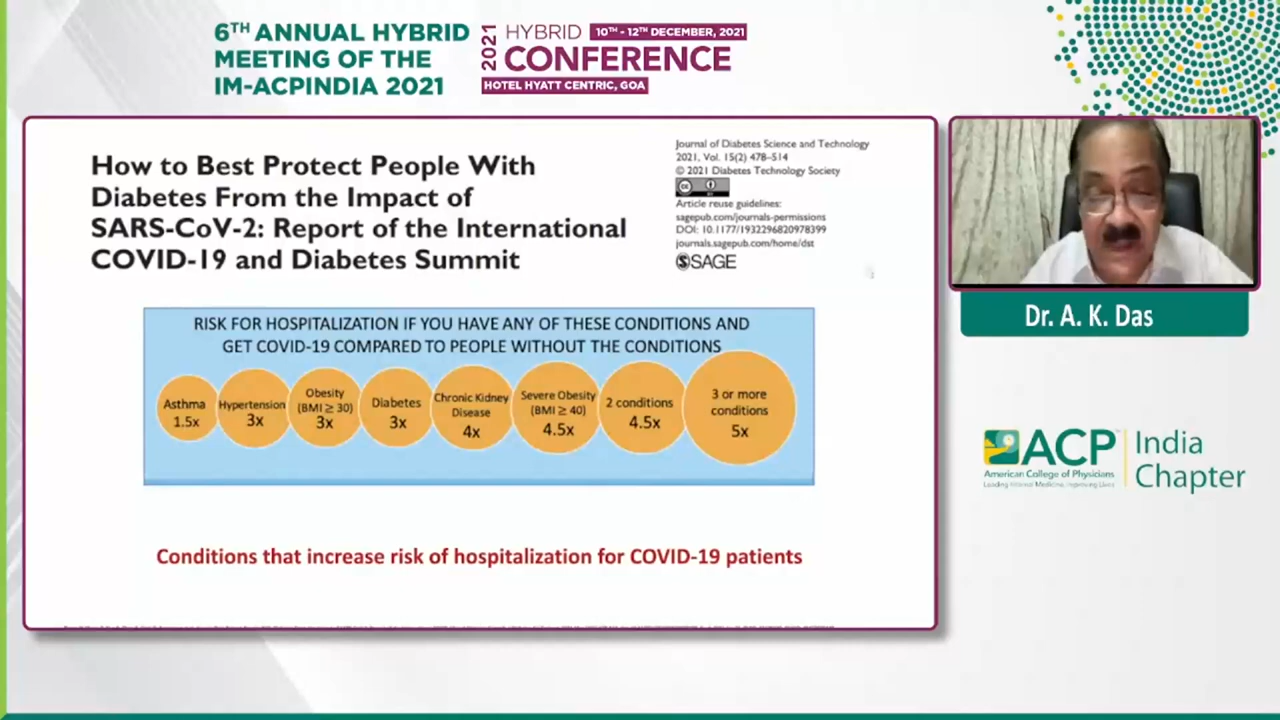 6TH ANNUAL HYBRID
MEETING OF THE
IM-ACPINDIA 2021
2021
HYBRID
10TH - 12TH DECEMBER, 2021
CONFERENCE
HOTEL HYATT CENTRIC, GOA
How to Best Protect People With
Diabetes From the Impact of
SARS-CoV-2: Report of the International
COVID-19 and Diabetes Summit
Journal of Diabetes Science and Technology
2021, Vol. 15(2) 478–514
© 2021 Diabetes Technology Society
Article reuse guidelines:
sagepub.com/journals-permissions
DOI: 10.1177/1932296820978399
journals.sagepub.com/home/dst
SAGE
RISK FOR HOSPITALIZATION IF YOU HAVE ANY OF THESE CONDITIONS AND
GET COVID-19 COMPARED TO PEOPLE WITHOUT THE CONDITIONS
Asthma
1.5x
Hypertension
3x
Obesity
(BMI ≥ 30)
3x
Diabetes
3x
Chronic Kidney
Disease
4x
Severe Obesity
(BMI ≥ 40)
4.5x
2 conditions
4.5x
3 or more
conditions
5x
Conditions that increase risk of hospitalization for COVID-19 patients
Dr. A. K. Das
ACP
American College of Physicians
Leading Internal Medicine, Improving Lives
India
Chapter